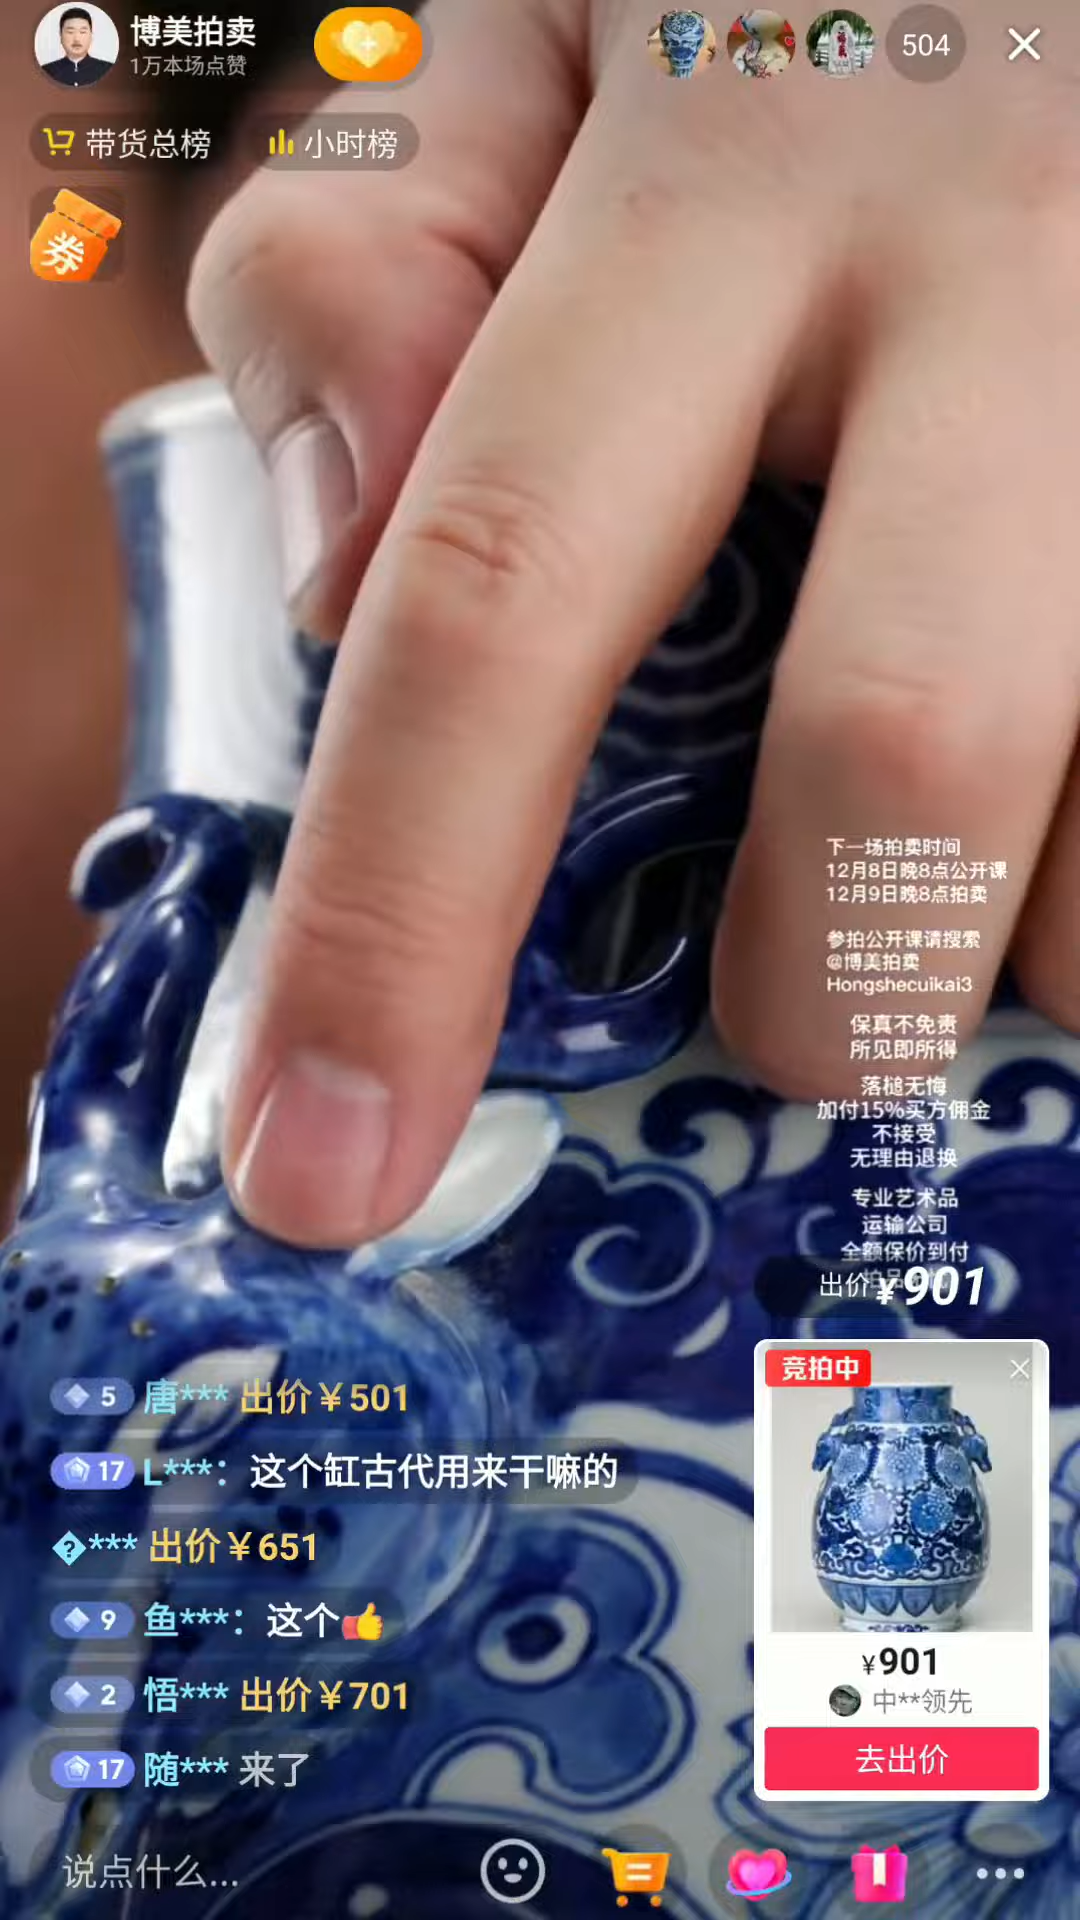 博美拍卖
1万本场点赞
504
带货总榜
小时榜
券
下一场拍卖时间
12月8日晚8点公开课
12月9日晚8点拍卖
参拍公开课请搜索
@博美拍卖
Hongshecuikai3
保真不免责
所见即所得
落槌无悔
加付15%买方佣金
不接受
无理由退换
专业艺术品
运输公司
全额保价到付
出价¥901
竞拍中
¥901
中**领先
去出价
5 唐*** 出价¥501
17 L***：这个缸古代用来干嘛的
?*** 出价¥651
9 鱼***：这个👍
2 悟*** 出价¥701
17 随*** 来了
说点什么...